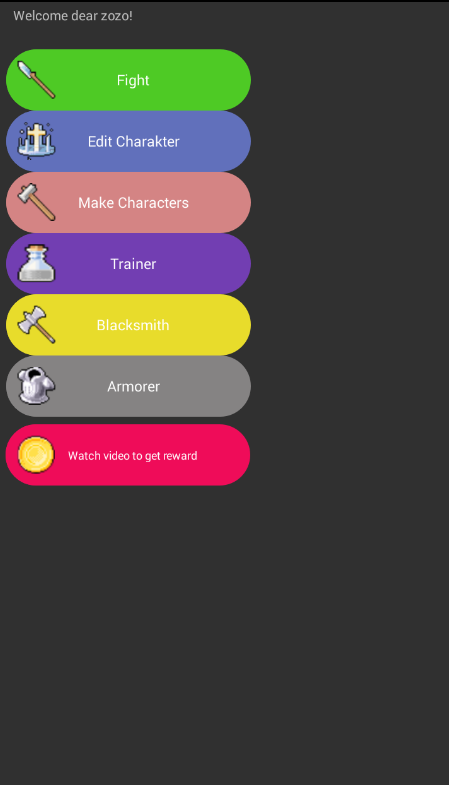 Welcome dear zozo!
Fight
Edit Charakter
Make Characters
Trainer
Blacksmith
Armorer
Watch video to get reward